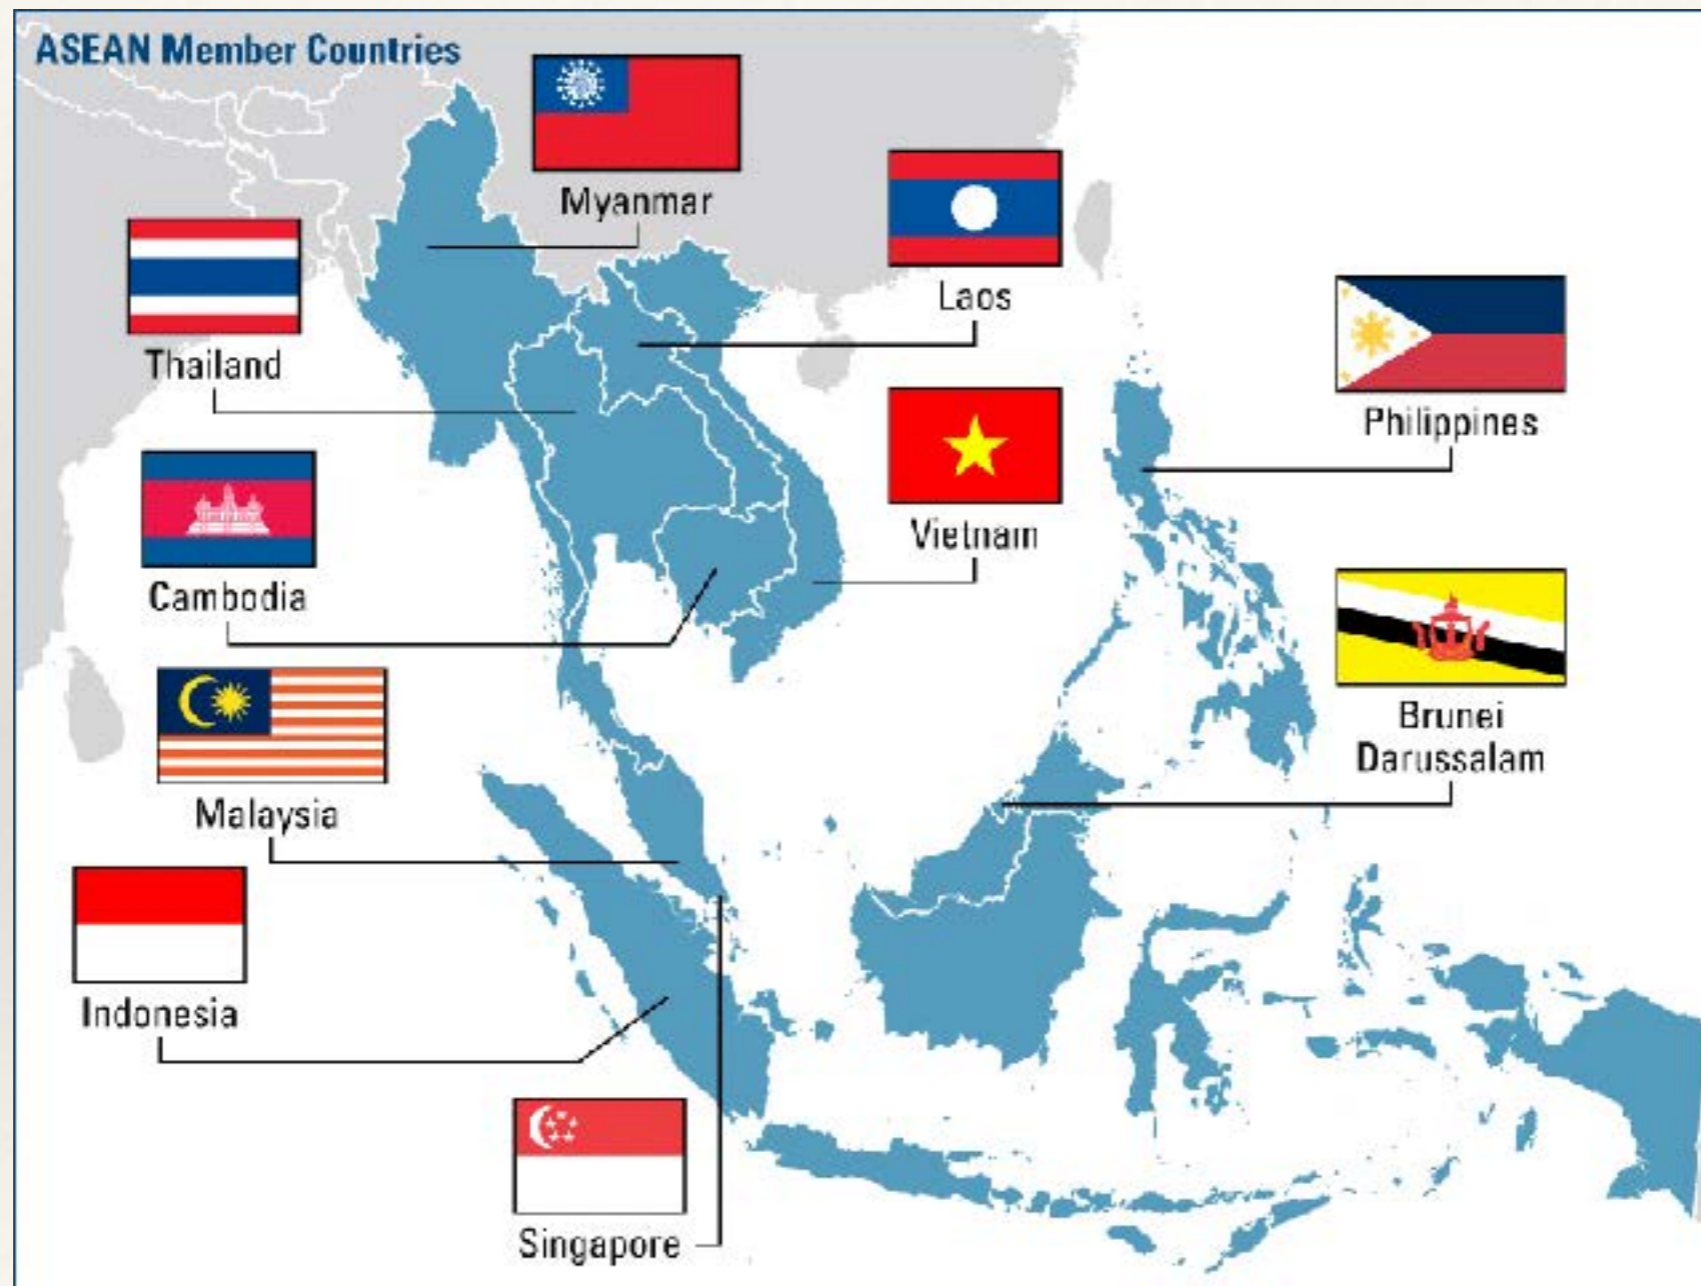 ASEAN Member Countries
Myanmar
Laos
Thailand
Philippines
Vietnam
Cambodia
Brunei
Darussalam
Malaysia
Indonesia
Singapore